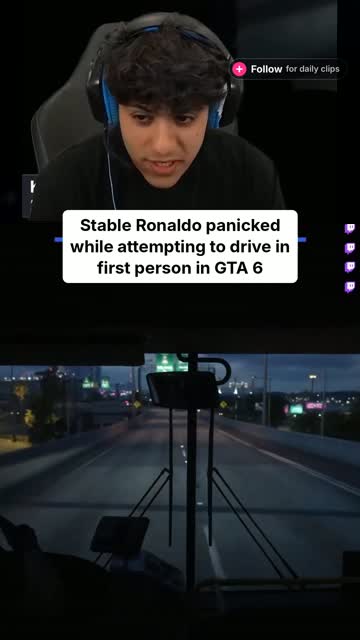 Follow for daily clips
Stable Ronaldo panicked
while attempting to drive in
first person in GTA 6